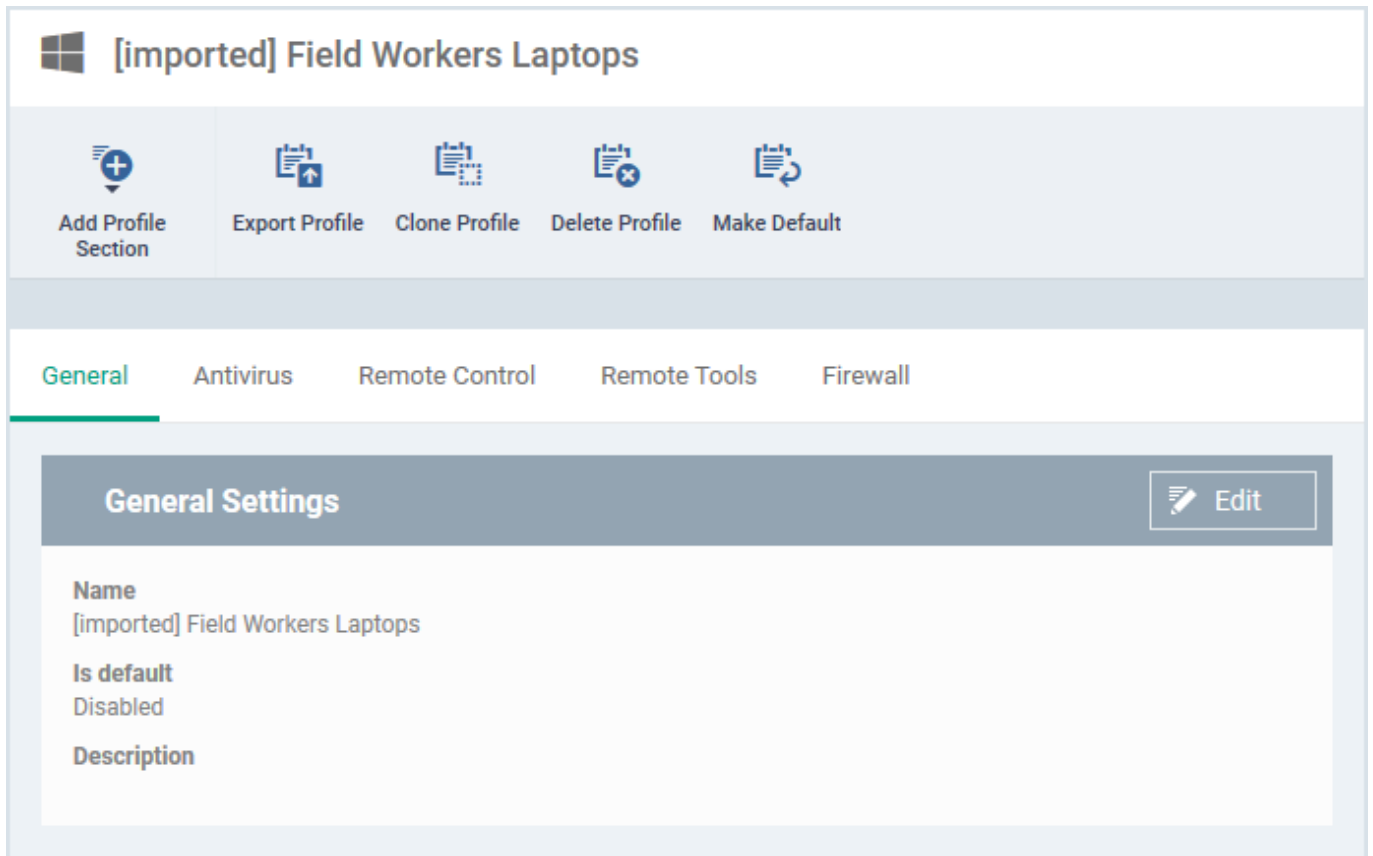 [imported] Field Workers Laptops
Add Profile
Section
Export Profile
Clone Profile
Delete Profile
Make Default
General
Antivirus
Remote Control
Remote Tools
Firewall
General Settings
Edit
Name
[imported] Field Workers Laptops
Is default
Disabled
Description